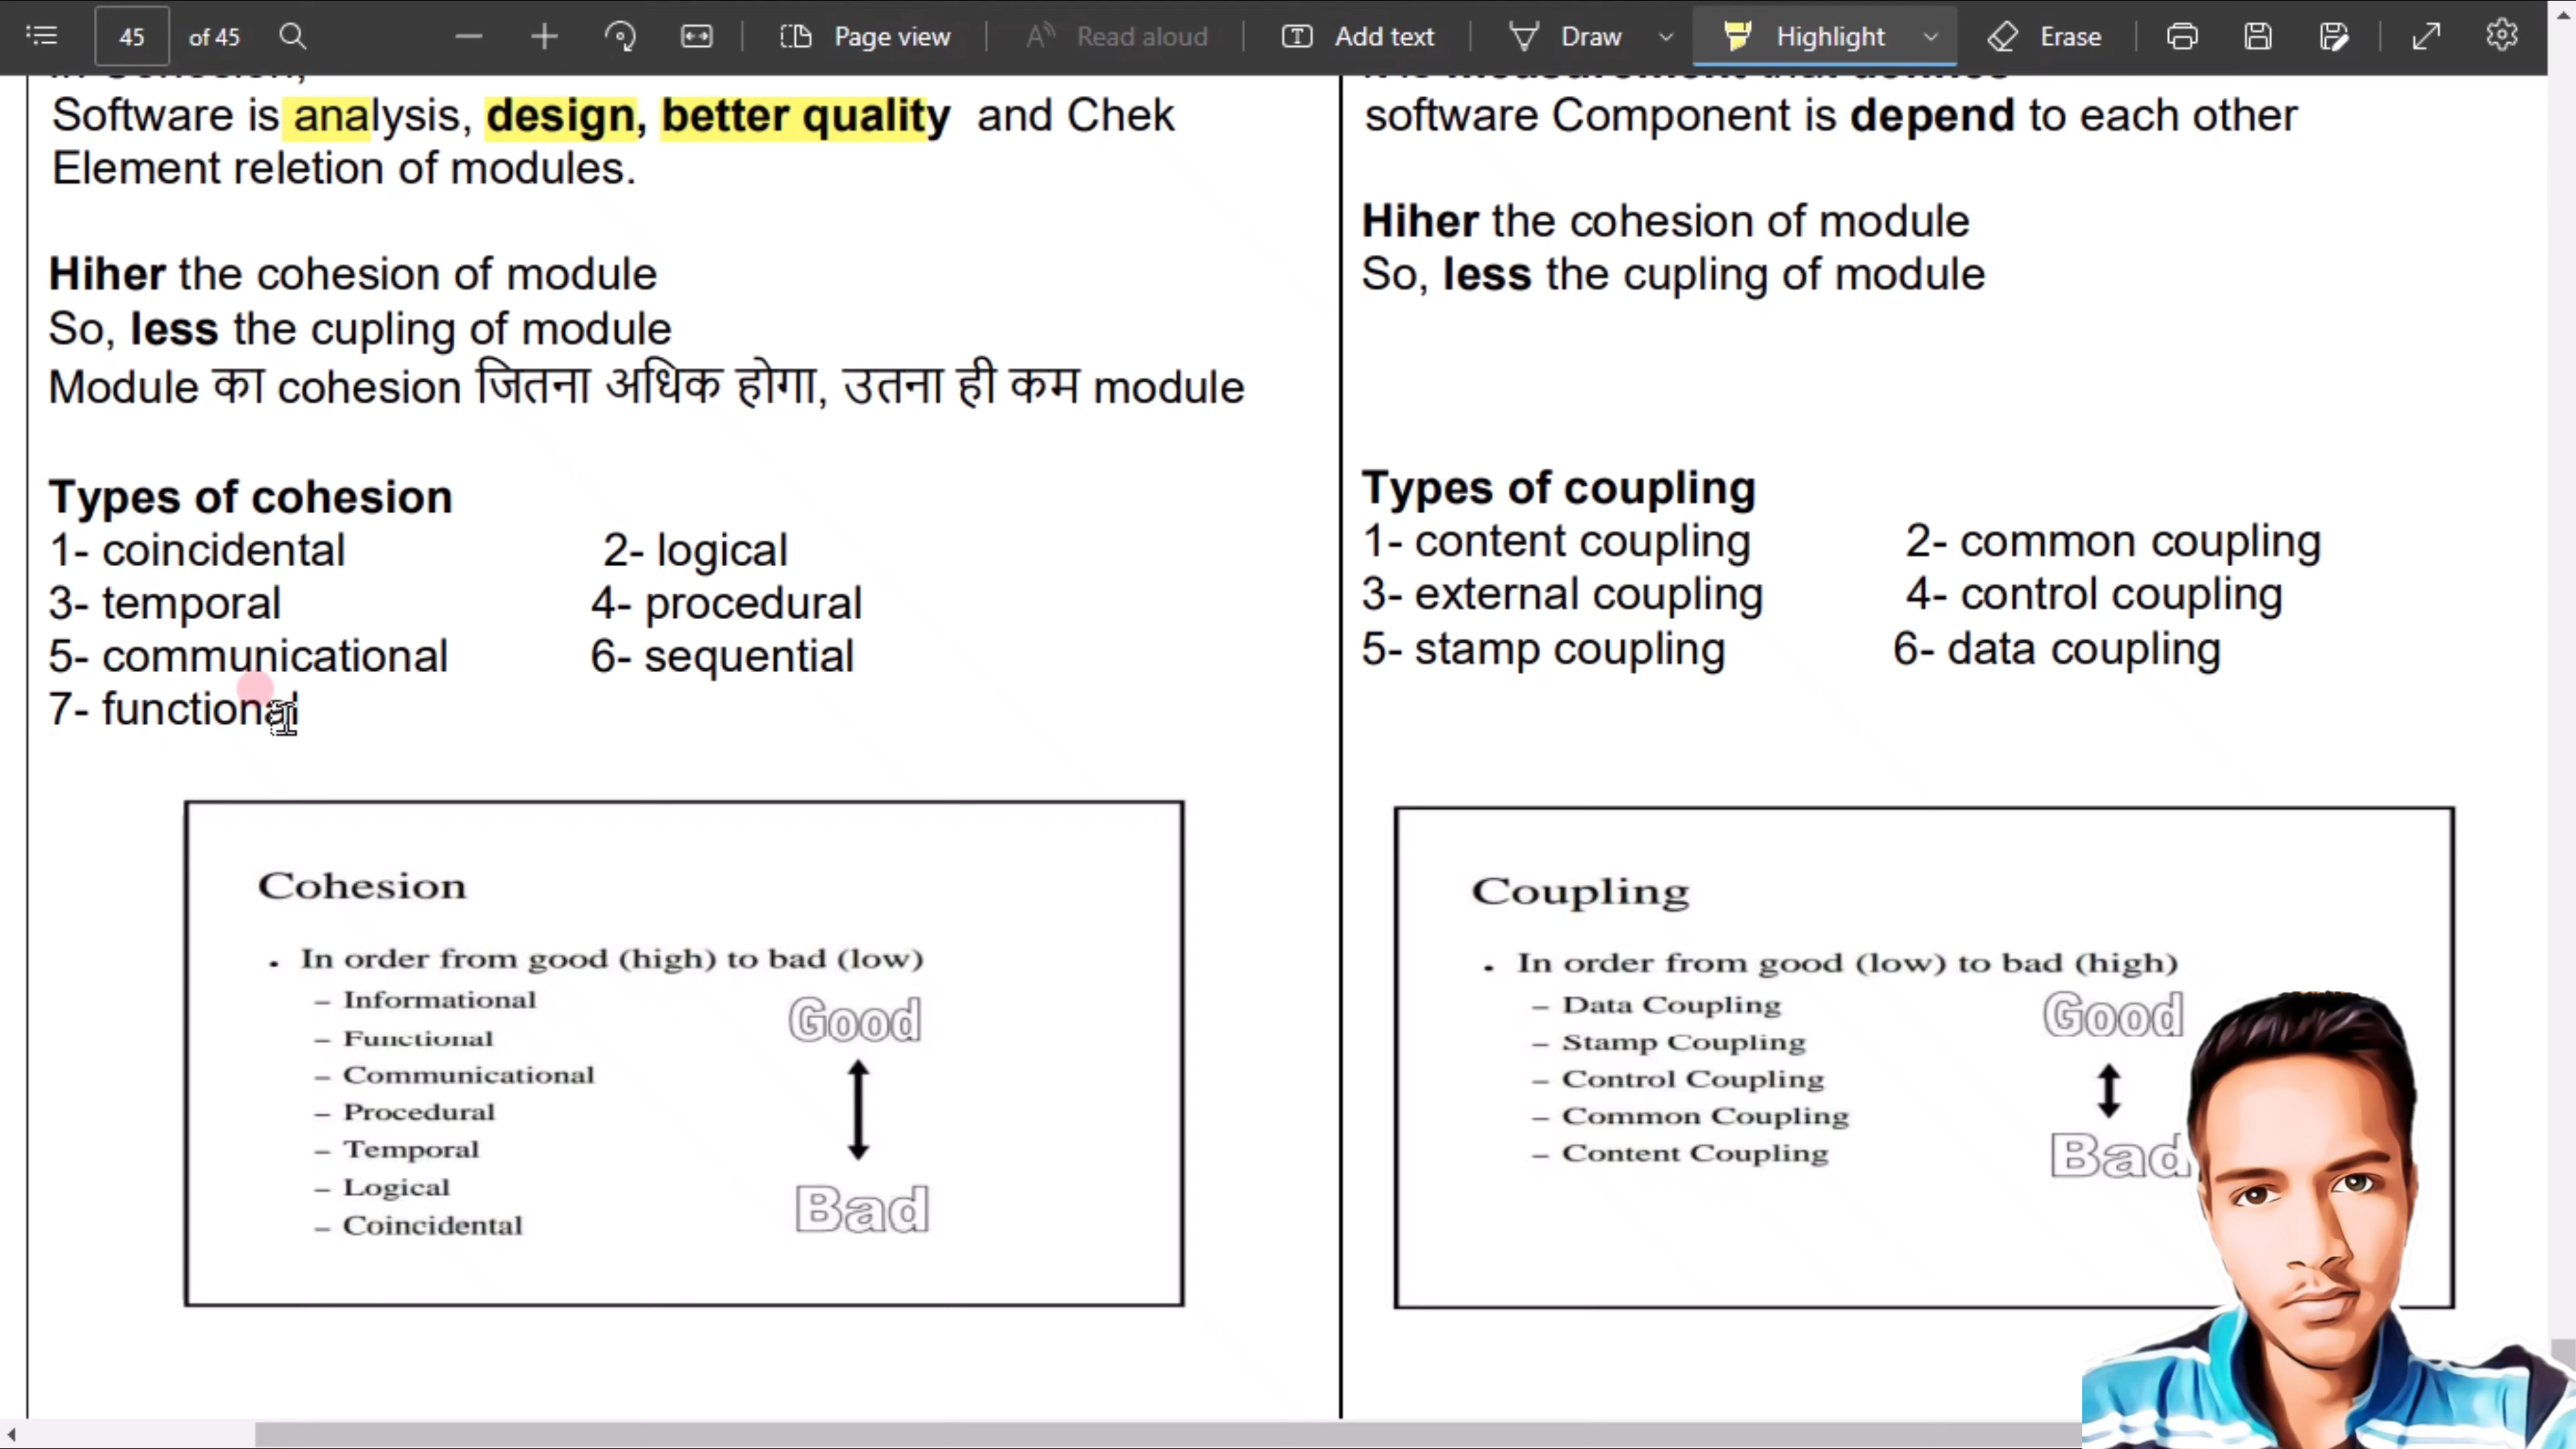 45 of 45 Page view Read aloud Add text Draw Highlight Erase
Software is analysis, design, better quality and Chek
Element reletion of modules.
Hiher the cohesion of module
So, less the cupling of module
Module का cohesion जितना अधिक होगा, उतना ही कम module
Types of cohesion
1- coincidental 2- logical
3- temporal 4- procedural
5- communicational 6- sequential
7- functional
Cohesion
• In order from good (high) to bad (low)
– Informational
– Functional
– Communicational
– Procedural
– Temporal
– Logical
– Coincidental
Good
Bad
software Component is depend to each other
Hiher the cohesion of module
So, less the cupling of module
Types of coupling
1- content coupling 2- common coupling
3- external coupling 4- control coupling
5- stamp coupling 6- data coupling
Coupling
• In order from good (low) to bad (high)
– Data Coupling
– Stamp Coupling
– Control Coupling
– Common Coupling
– Content Coupling
Good
Bad